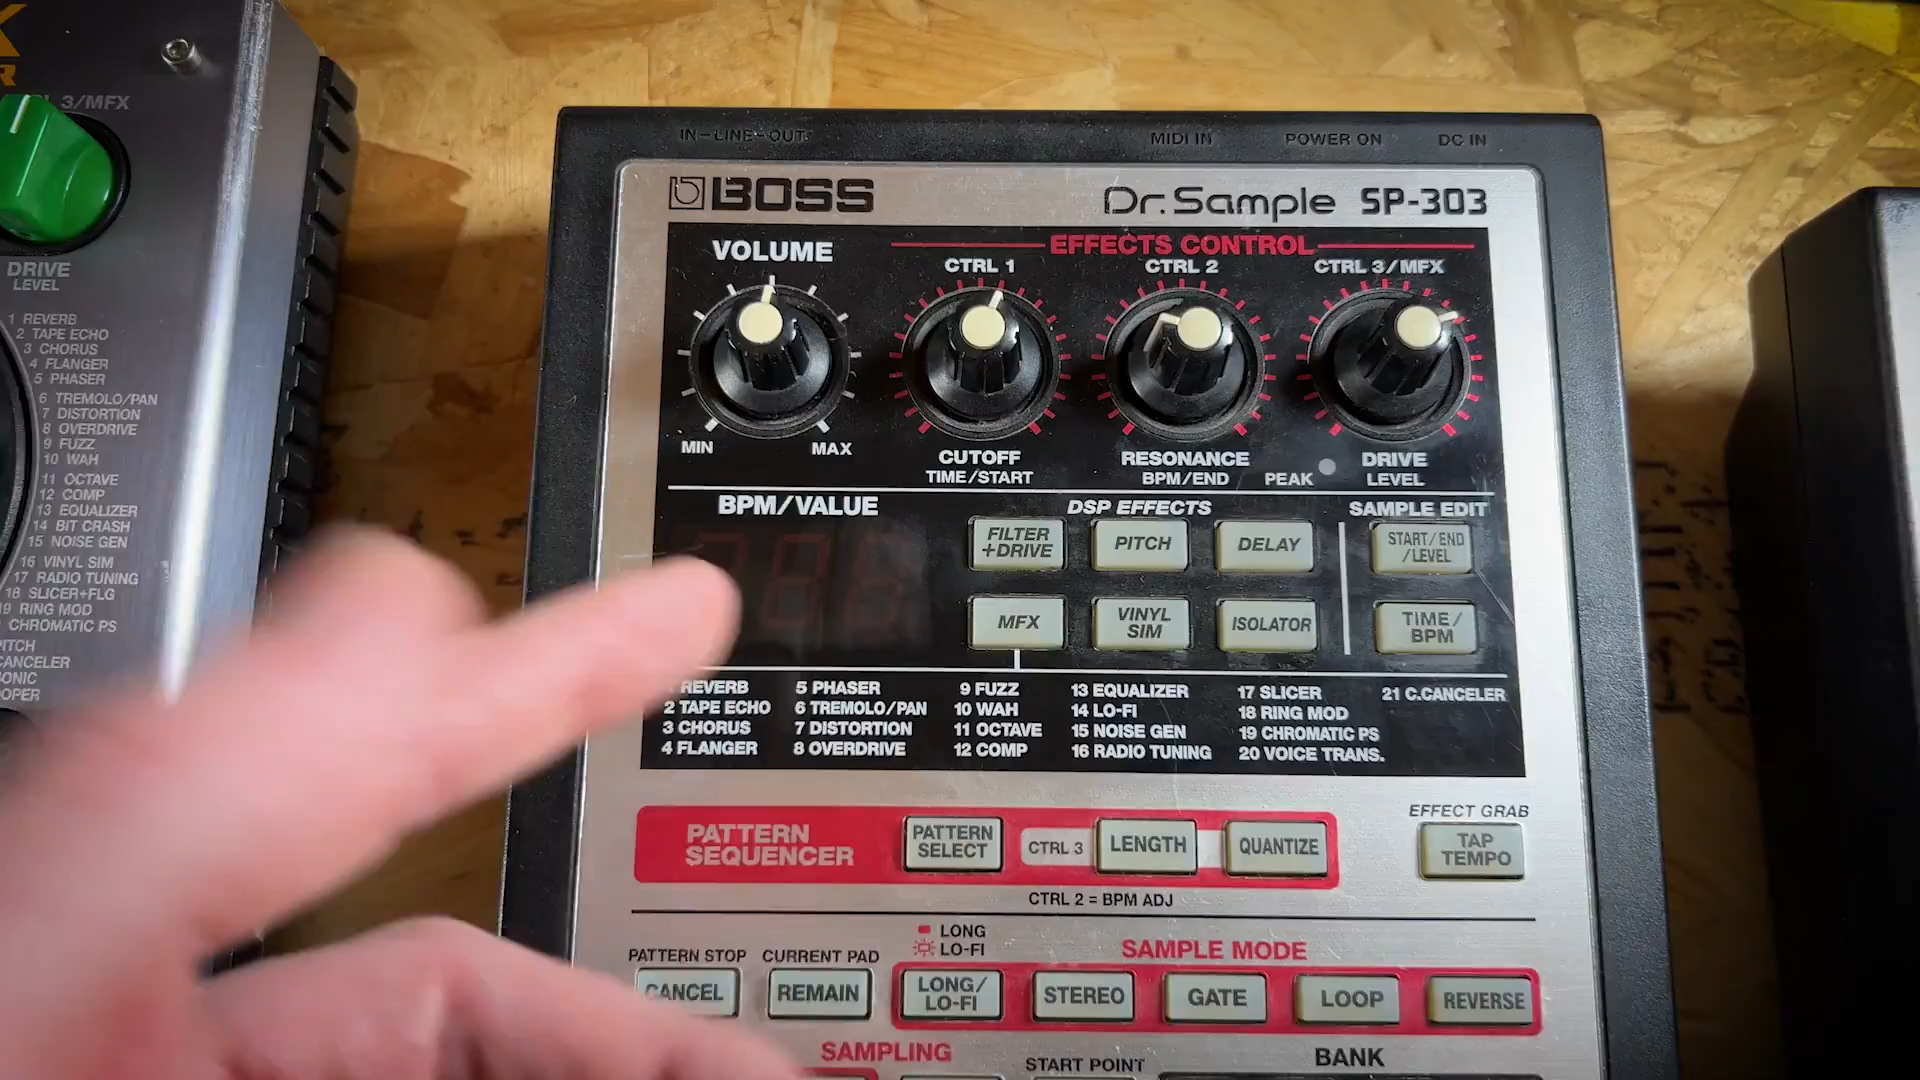 3/MFX
DRIVE
LEVEL
1 REVERB
2 TAPE ECHO
3 CHORUS
4 FLANGER
5 PHASER
6 TREMOLO/PAN
7 DISTORTION
8 OVERDRIVE
9 FUZZ
10 WAH
11 OCTAVE
12 COMP
13 EQUALIZER
14 BIT CRASH
15 NOISE GEN
16 VINYL SIM
17 RADIO TUNING
18 SLICER+FLG
19 RING MOD
CHROMATIC PS
IN-LINE-OUT
MIDI IN
POWER ON
DC IN
BOSS
Dr. Sample SP-303
VOLUME
EFFECTS CONTROL
CTRL 1
CTRL 2
CTRL 3/MFX
MIN
MAX
CUTOFF
TIME/START
RESONANCE
BPM/END
PEAK
DRIVE
LEVEL
BPM/VALUE
DSP EFFECTS
SAMPLE EDIT
FILTER
+DRIVE
PITCH
DELAY
START/END
/LEVEL
MFX
VINYL
SIM
ISOLATOR
TIME/
BPM
REVERB
2 TAPE ECHO
3 CHORUS
4 FLANGER
5 PHASER
6 TREMOLO/PAN
7 DISTORTION
8 OVERDRIVE
9 FUZZ
10 WAH
11 OCTAVE
12 COMP
13 EQUALIZER
14 LO-FI
15 NOISE GEN
16 RADIO TUNING
17 SLICER
18 RING MOD
19 CHROMATIC PS
20 VOICE TRANS.
21 C.CANCELER
PATTERN
SEQUENCER
PATTERN
SELECT
CTRL 3
LENGTH
QUANTIZE
EFFECT GRAB
TAP
TEMPO
CTRL 2 = BPM ADJ
LONG
LO-FI
PATTERN STOP
CURRENT PAD
SAMPLE MODE
CANCEL
REMAIN
LONG/
LO-FI
STEREO
GATE
LOOP
REVERSE
SAMPLING
START POINT
BANK